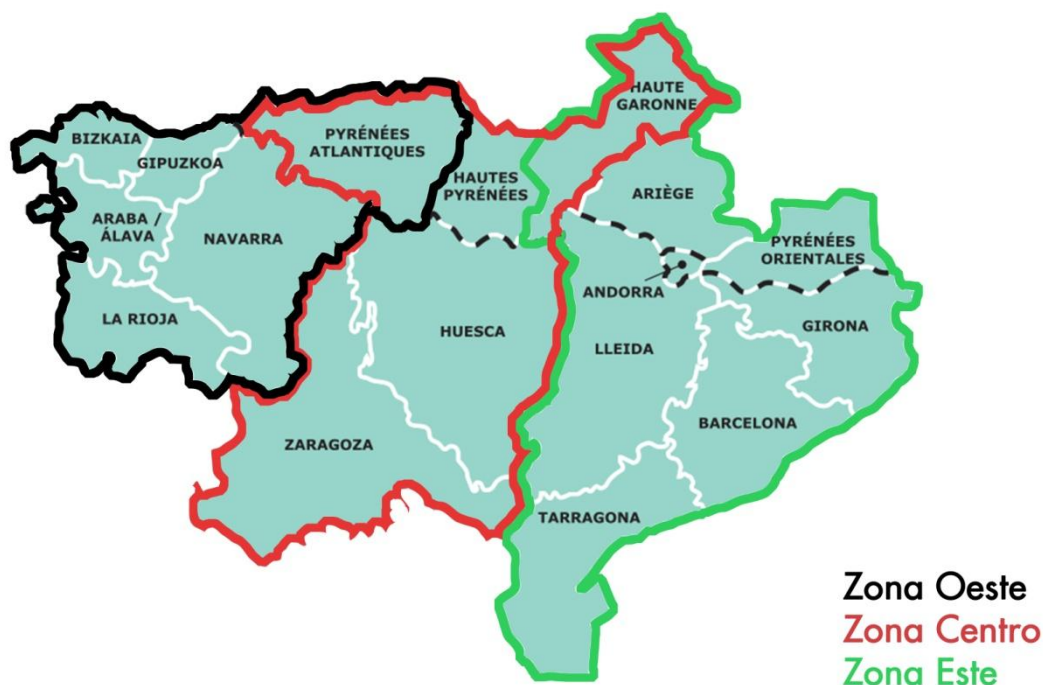 HAUTE
GARONNE
BIZKAIA
GIPUZKOA
PYRÉNÉES
ATLANTIQUES
HAUTES
PYRÉNÉES
ARIÈGE
ARABA /
ÁLAVA
NAVARRA
PYRÉNÉES
ORIENTALES
ANDORRA
LA RIOJA
HUESCA
GIRONA
LLEIDA
BARCELONA
ZARAGOZA
TARRAGONA
Zona Oeste
Zona Centro
Zona Este